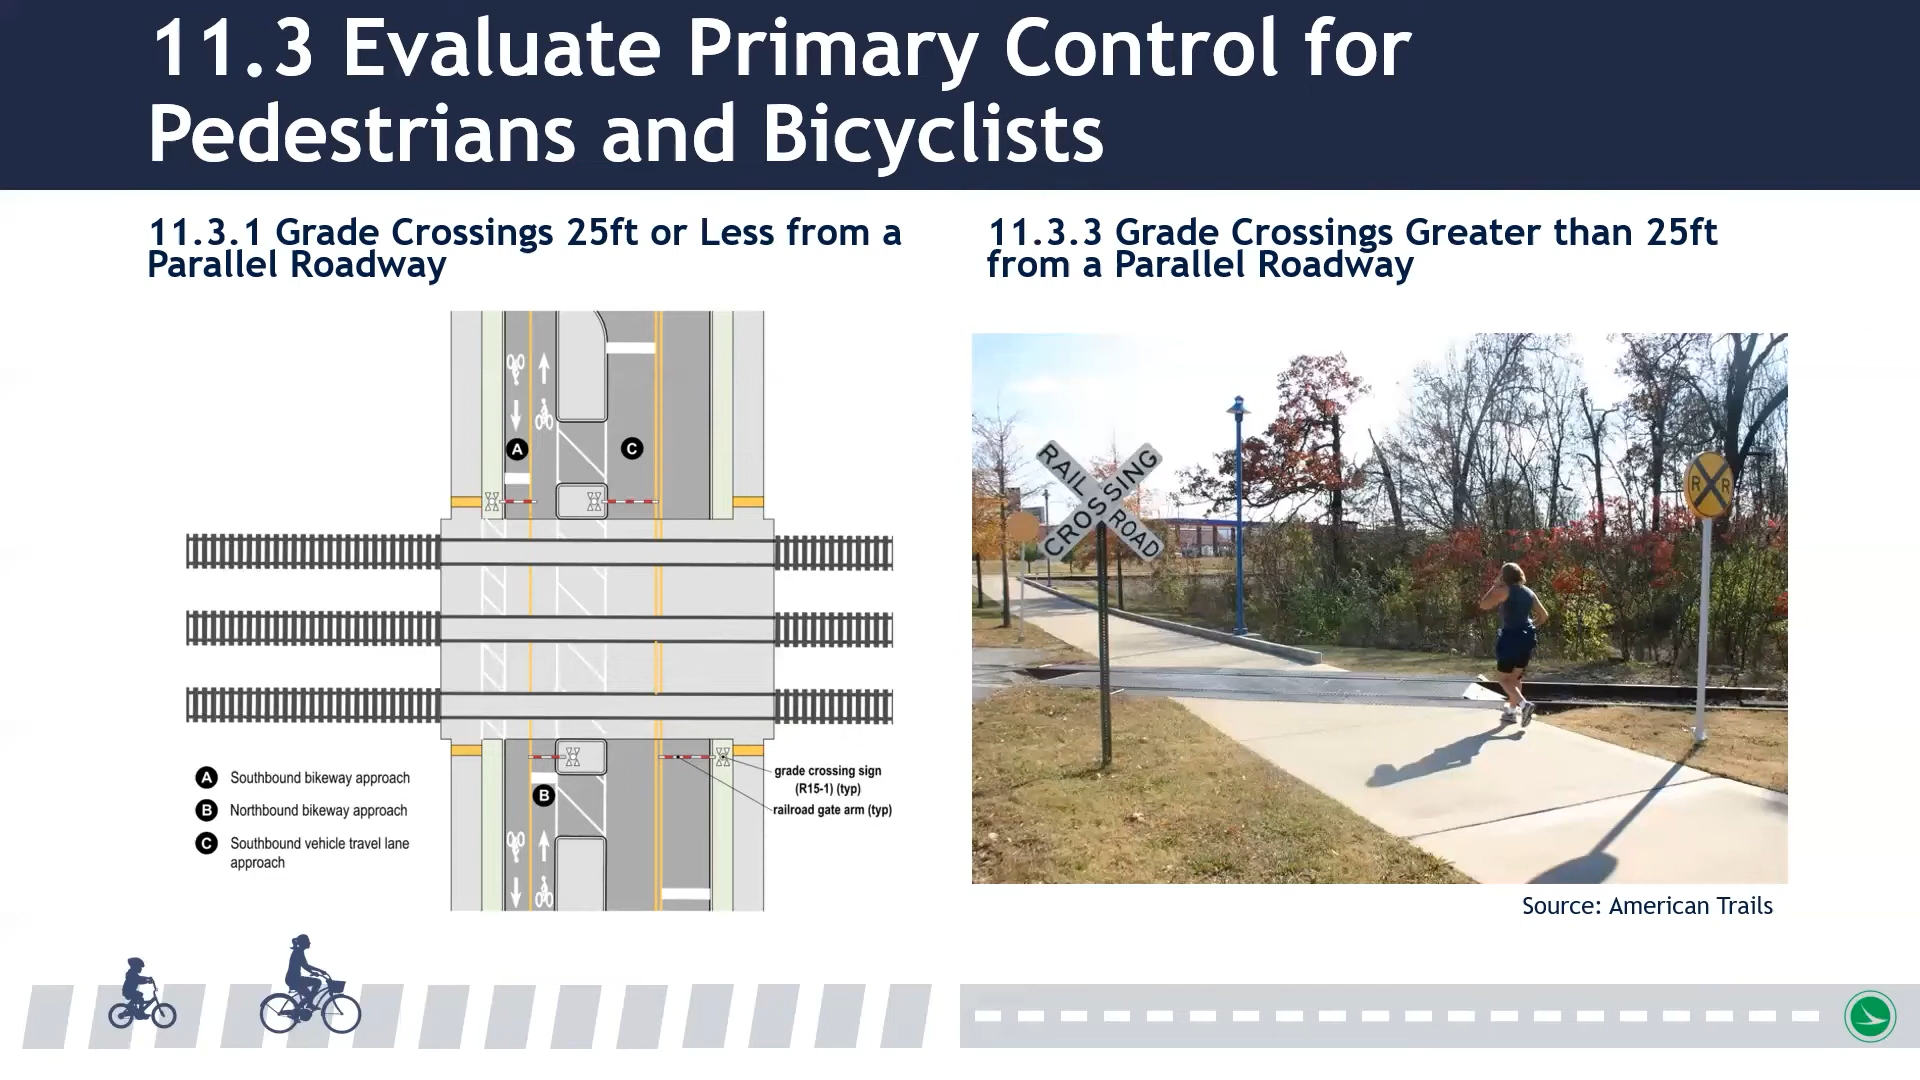 11.3 Evaluate Primary Control for
Pedestrians and Bicyclists
11.3.1 Grade Crossings 25ft or Less from a
Parallel Roadway
A
C
B
grade crossing sign
(R15-1) (typ)
railroad gate arm (typ)
A Southbound bikeway approach
B Northbound bikeway approach
C Southbound vehicle travel lane
approach
11.3.3 Grade Crossings Greater than 25ft
from a Parallel Roadway
RAIL CROSSING ROAD
R R
Source: American Trails